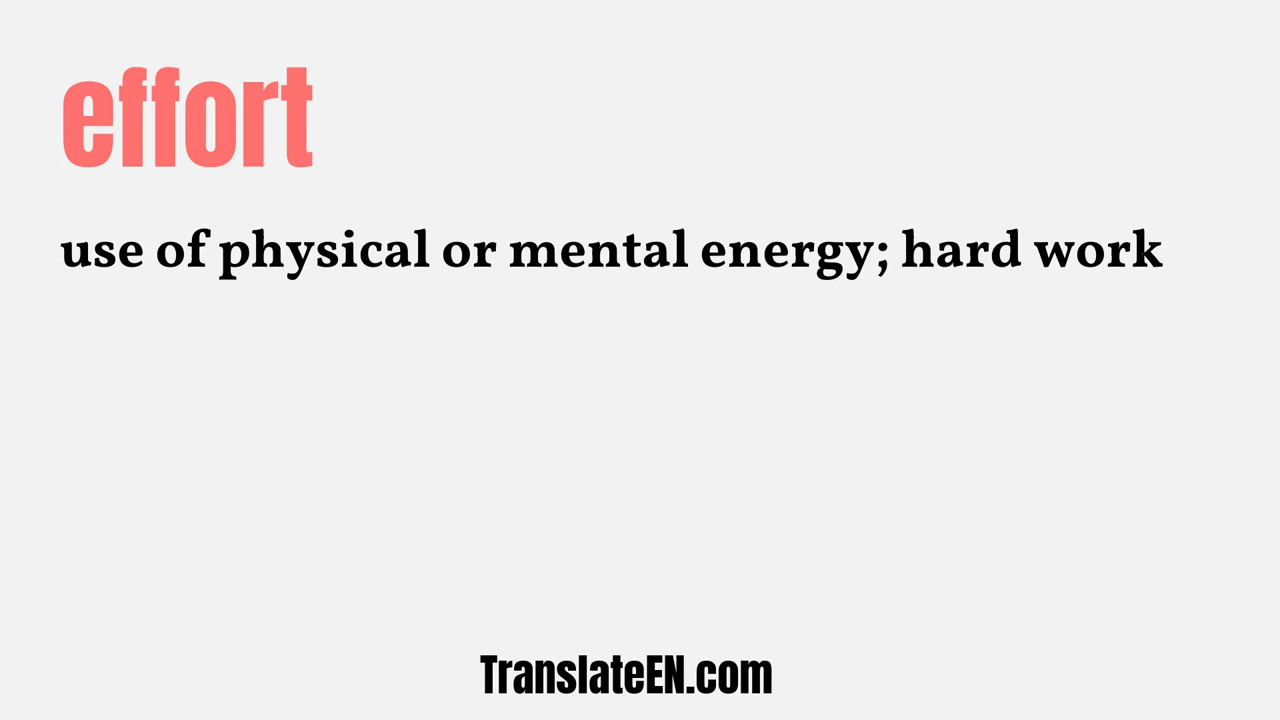 effort
use of physical or mental energy; hard work
TranslateEN.com